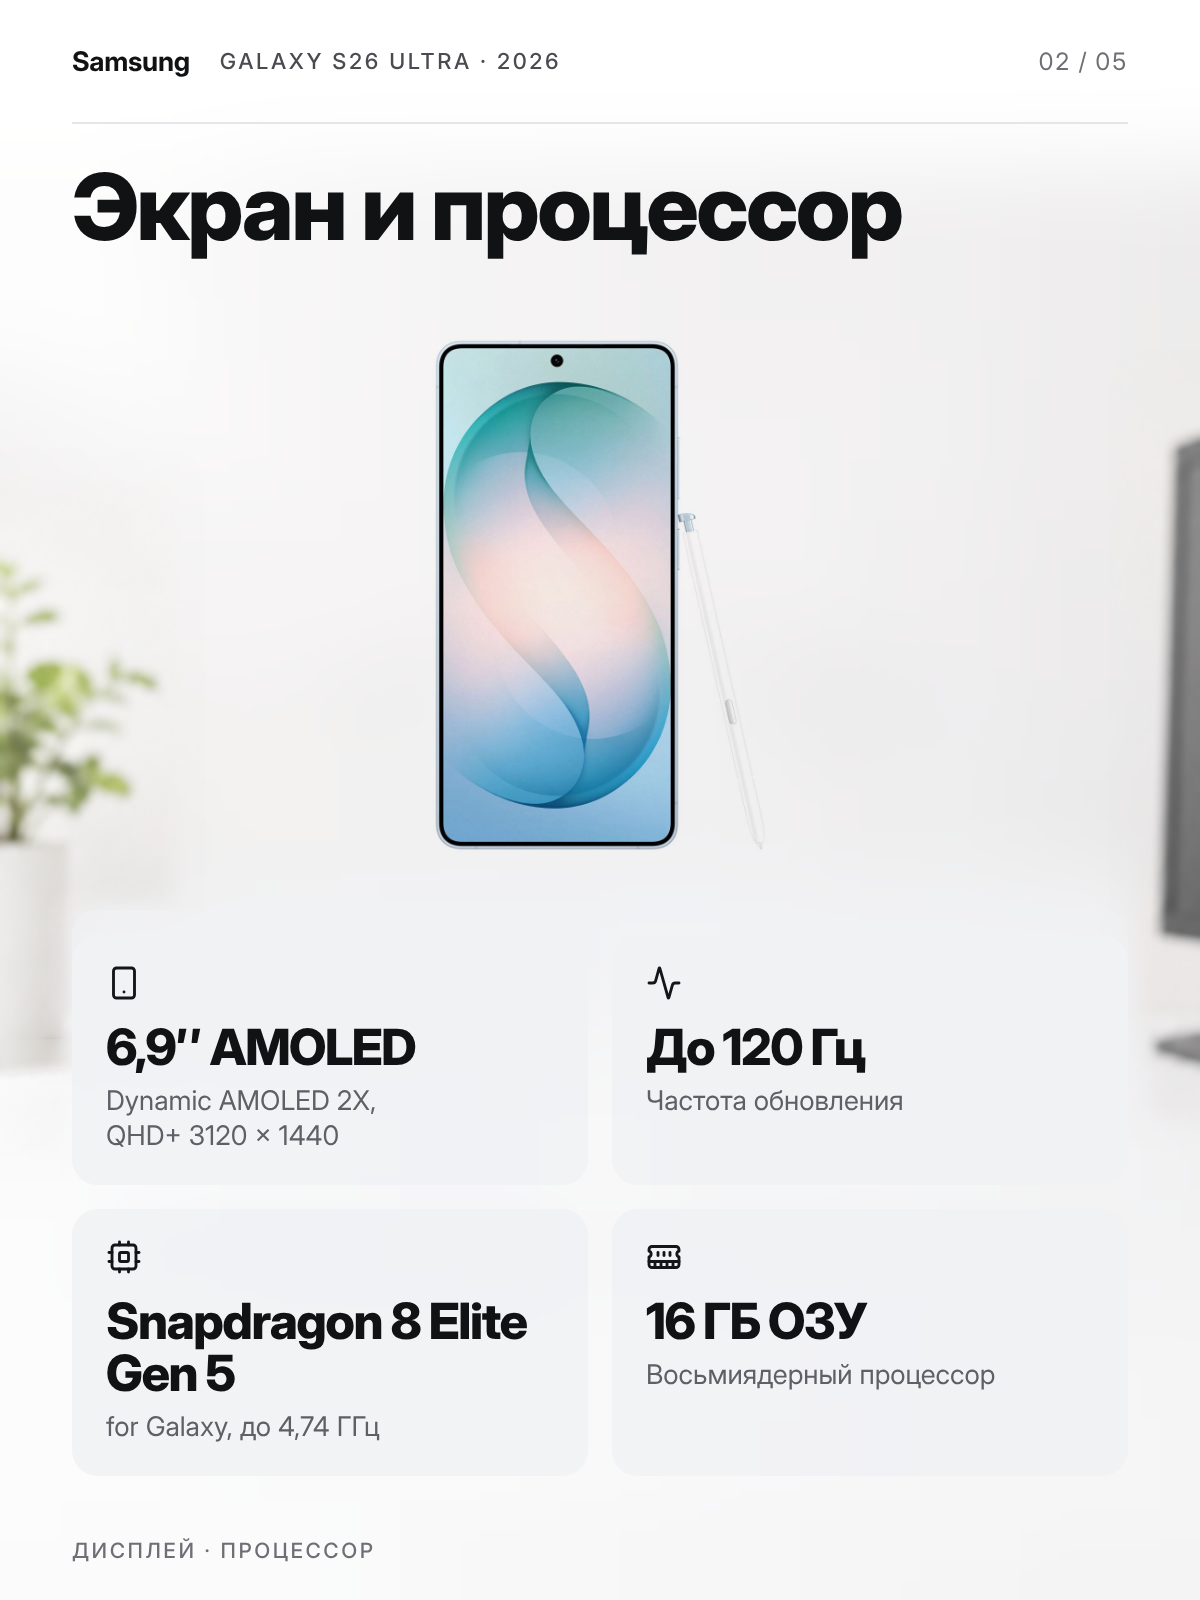 Samsung GALAXY S26 ULTRA · 2026 02 / 05
Экран и процессор
6,9″ AMOLED
Dynamic AMOLED 2X,
QHD+ 3120 × 1440
До 120 Гц
Частота обновления
Snapdragon 8 Elite
Gen 5
for Galaxy, до 4,74 ГГц
16 ГБ ОЗУ
Восьмиядерный процессор
ДИСПЛЕЙ · ПРОЦЕССОР